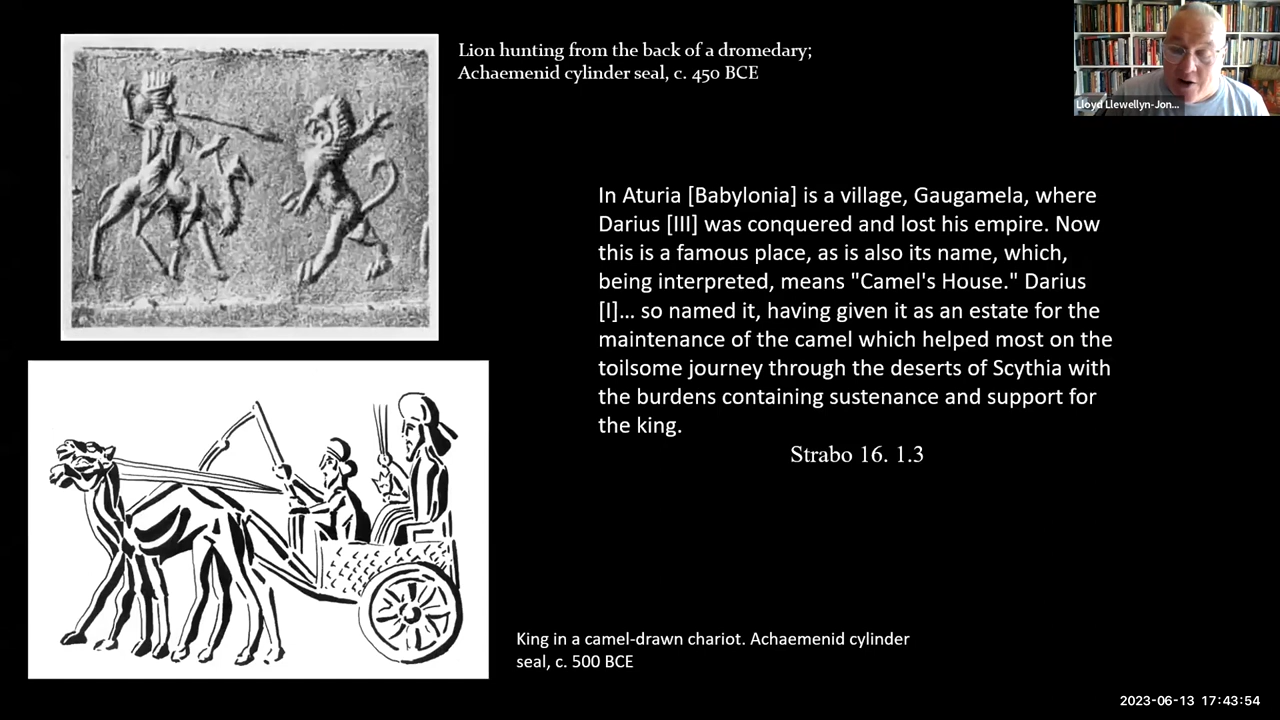 Lion hunting from the back of a dromedary;
Achaemenid cylinder seal, c. 450 BCE
Lloyd Llewellyn-Jon...
In Aturia [Babylonia] is a village, Gaugamela, where
Darius [III] was conquered and lost his empire. Now
this is a famous place, as is also its name, which,
being interpreted, means "Camel's House." Darius
[I]... so named it, having given it as an estate for the
maintenance of the camel which helped most on the
toilsome journey through the deserts of Scythia with
the burdens containing sustenance and support for
the king.
Strabo 16. 1.3
King in a camel-drawn chariot. Achaemenid cylinder
seal, c. 500 BCE
2023-06-13 17:43:54